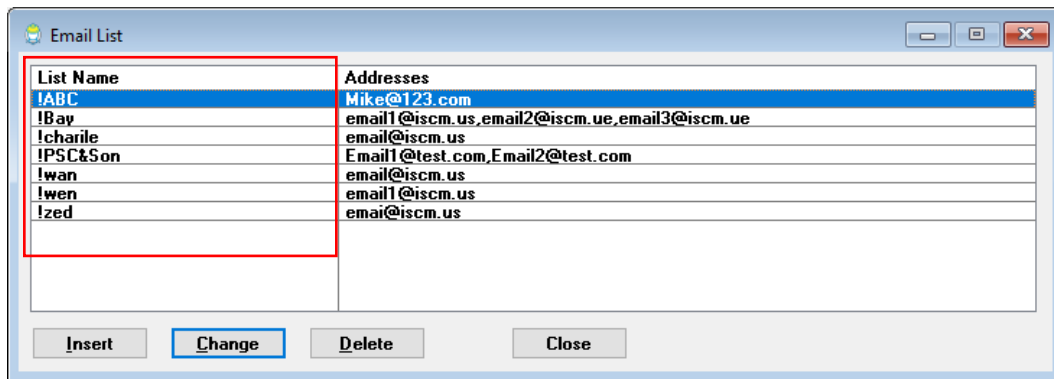 Email List
List Name Addresses
!ABC Mike@123.com
!Bay email1@iscm.us,email2@iscm.ue,email3@iscm.ue
!charile email@iscm.us
!PSC&Son Email1@test.com,Email2@test.com
!wan email@iscm.us
!wen email1@iscm.us
!zed emai@iscm.us
Insert Change Delete Close